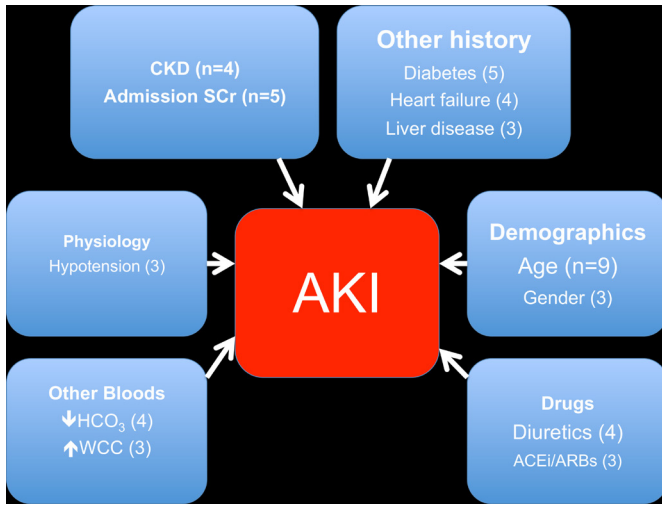 CKD (n=4)
Admission SCr (n=5)
Other history
Diabetes (5)
Heart failure (4)
Liver disease (3)
Physiology
Hypotension (3)
AKI
Demographics
Age (n=9)
Gender (3)
Other Bloods
↓HCO₃ (4)
↑WCC (3)
Drugs
Diuretics (4)
ACEi/ARBs (3)